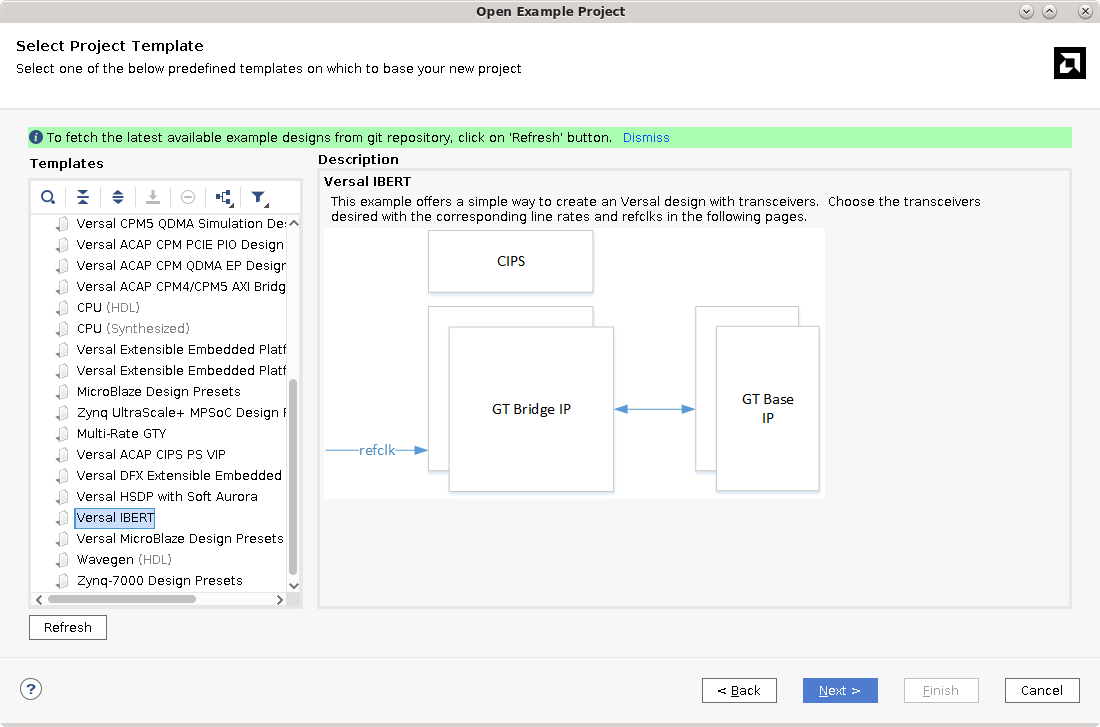 Open Example Project
Select Project Template
Select one of the below predefined templates on which to base your new project
To fetch the latest available example designs from git repository, click on 'Refresh' button. Dismiss
Templates
Description
Versal CPM5 QDMA Simulation De
Versal ACAP CPM PCIE PIO Design
Versal ACAP CPM QDMA EP Design
Versal ACAP CPM4/CPM5 AXI Bridg
CPU (HDL)
CPU (Synthesized)
Versal Extensible Embedded Platf
Versal Extensible Embedded Platf
MicroBlaze Design Presets
Zynq UltraScale+ MPSoC Design P
Multi-Rate GTY
Versal ACAP CIPS PS VIP
Versal DFX Extensible Embedded
Versal HSDP with Soft Aurora
Versal IBERT
Versal MicroBlaze Design Presets
Wavegen (HDL)
Zynq-7000 Design Presets
Refresh
Versal IBERT
This example offers a simple way to create an Versal design with transceivers. Choose the transceivers
desired with the corresponding line rates and refclks in the following pages.
CIPS
GT Bridge IP
GT Base
IP
refclk
?
< Back
Next >
Finish
Cancel